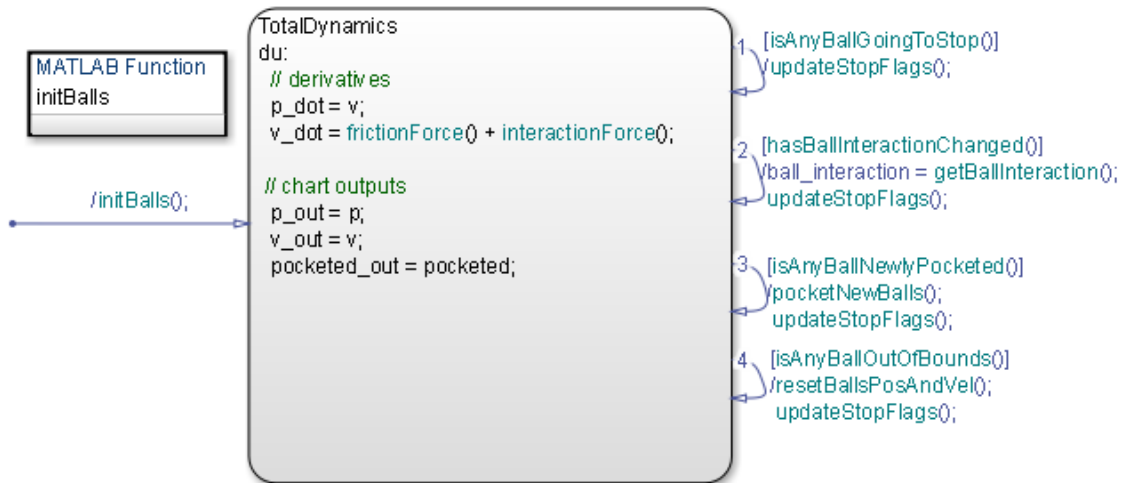 MATLAB Function
initBalls
/initBalls();
TotalDynamics
du:
// derivatives
p_dot = v;
v_dot = frictionForce() + interactionForce();
// chart outputs
p_out = p;
v_out = v;
pocketed_out = pocketed;
1
[isAnyBallGoingToStop()]
/updateStopFlags();
2
[hasBallInteractionChanged()]
/ball_interaction = getBallInteraction();
updateStopFlags();
3
[isAnyBallNewlyPocketed()]
/pocketNewBalls();
updateStopFlags();
4
[isAnyBallOutOfBounds()]
/resetBallsPosAndVel();
updateStopFlags();